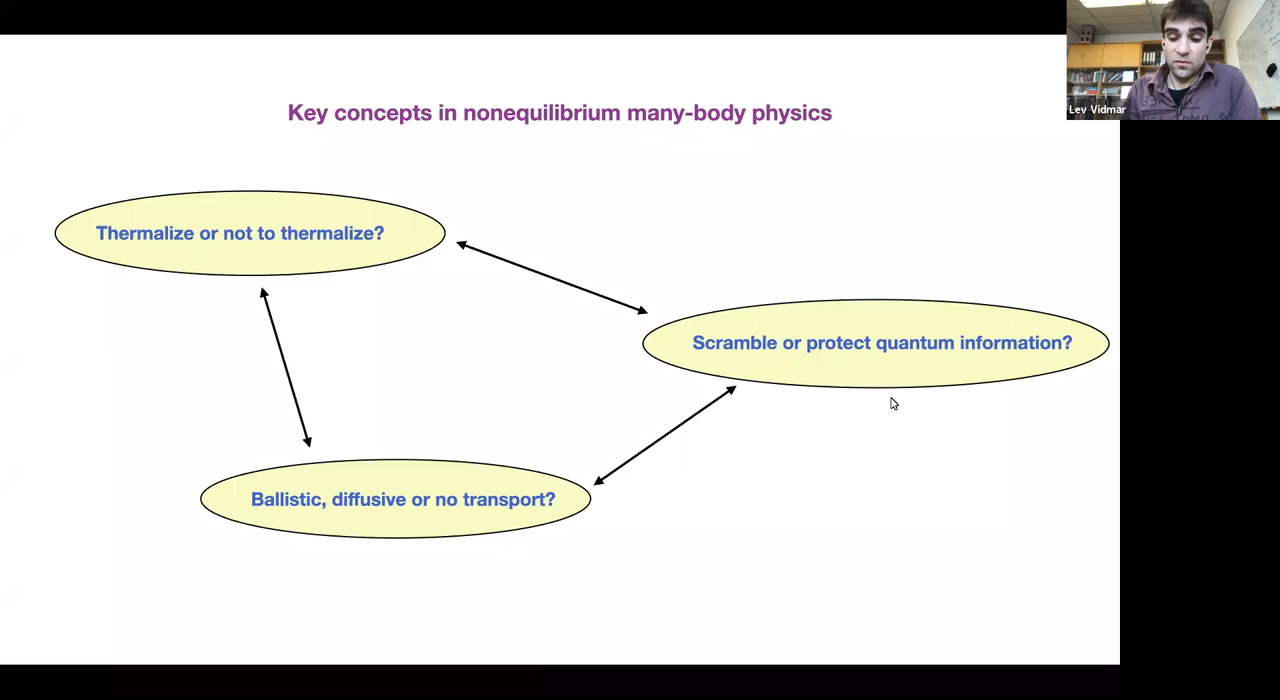 Key concepts in nonequilibrium many-body physics
Lev Vidmar
Thermalize or not to thermalize?
Scramble or protect quantum information?
Ballistic, diffusive or no transport?